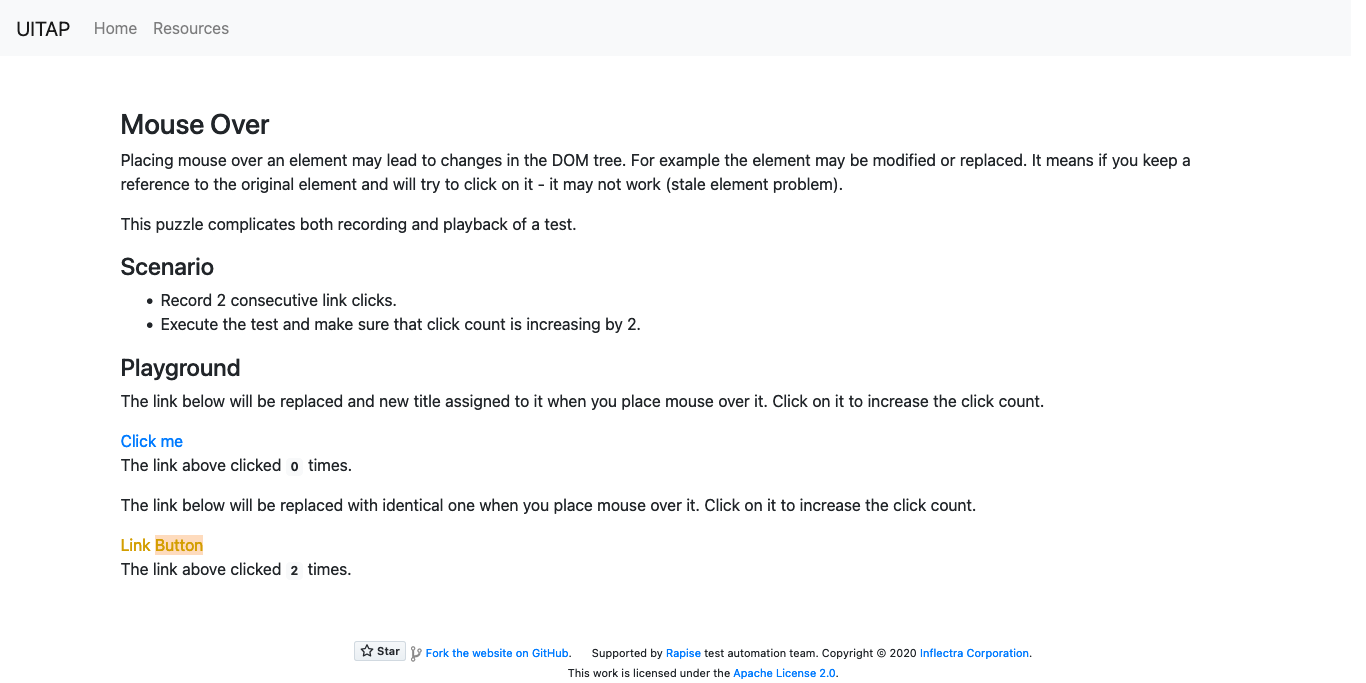 UITAP Home Resources
Mouse Over
Placing mouse over an element may lead to changes in the DOM tree. For example the element may be modified or replaced. It means if you keep a
reference to the original element and will try to click on it - it may not work (stale element problem).
This puzzle complicates both recording and playback of a test.
Scenario
• Record 2 consecutive link clicks.
• Execute the test and make sure that click count is increasing by 2.
Playground
The link below will be replaced and new title assigned to it when you place mouse over it. Click on it to increase the click count.
Click me
The link above clicked 0 times.
The link below will be replaced with identical one when you place mouse over it. Click on it to increase the click count.
Link Button
The link above clicked 2 times.
Star Fork the website on GitHub. Supported by Rapise test automation team. Copyright © 2020 Inflectra Corporation.
This work is licensed under the Apache License 2.0.